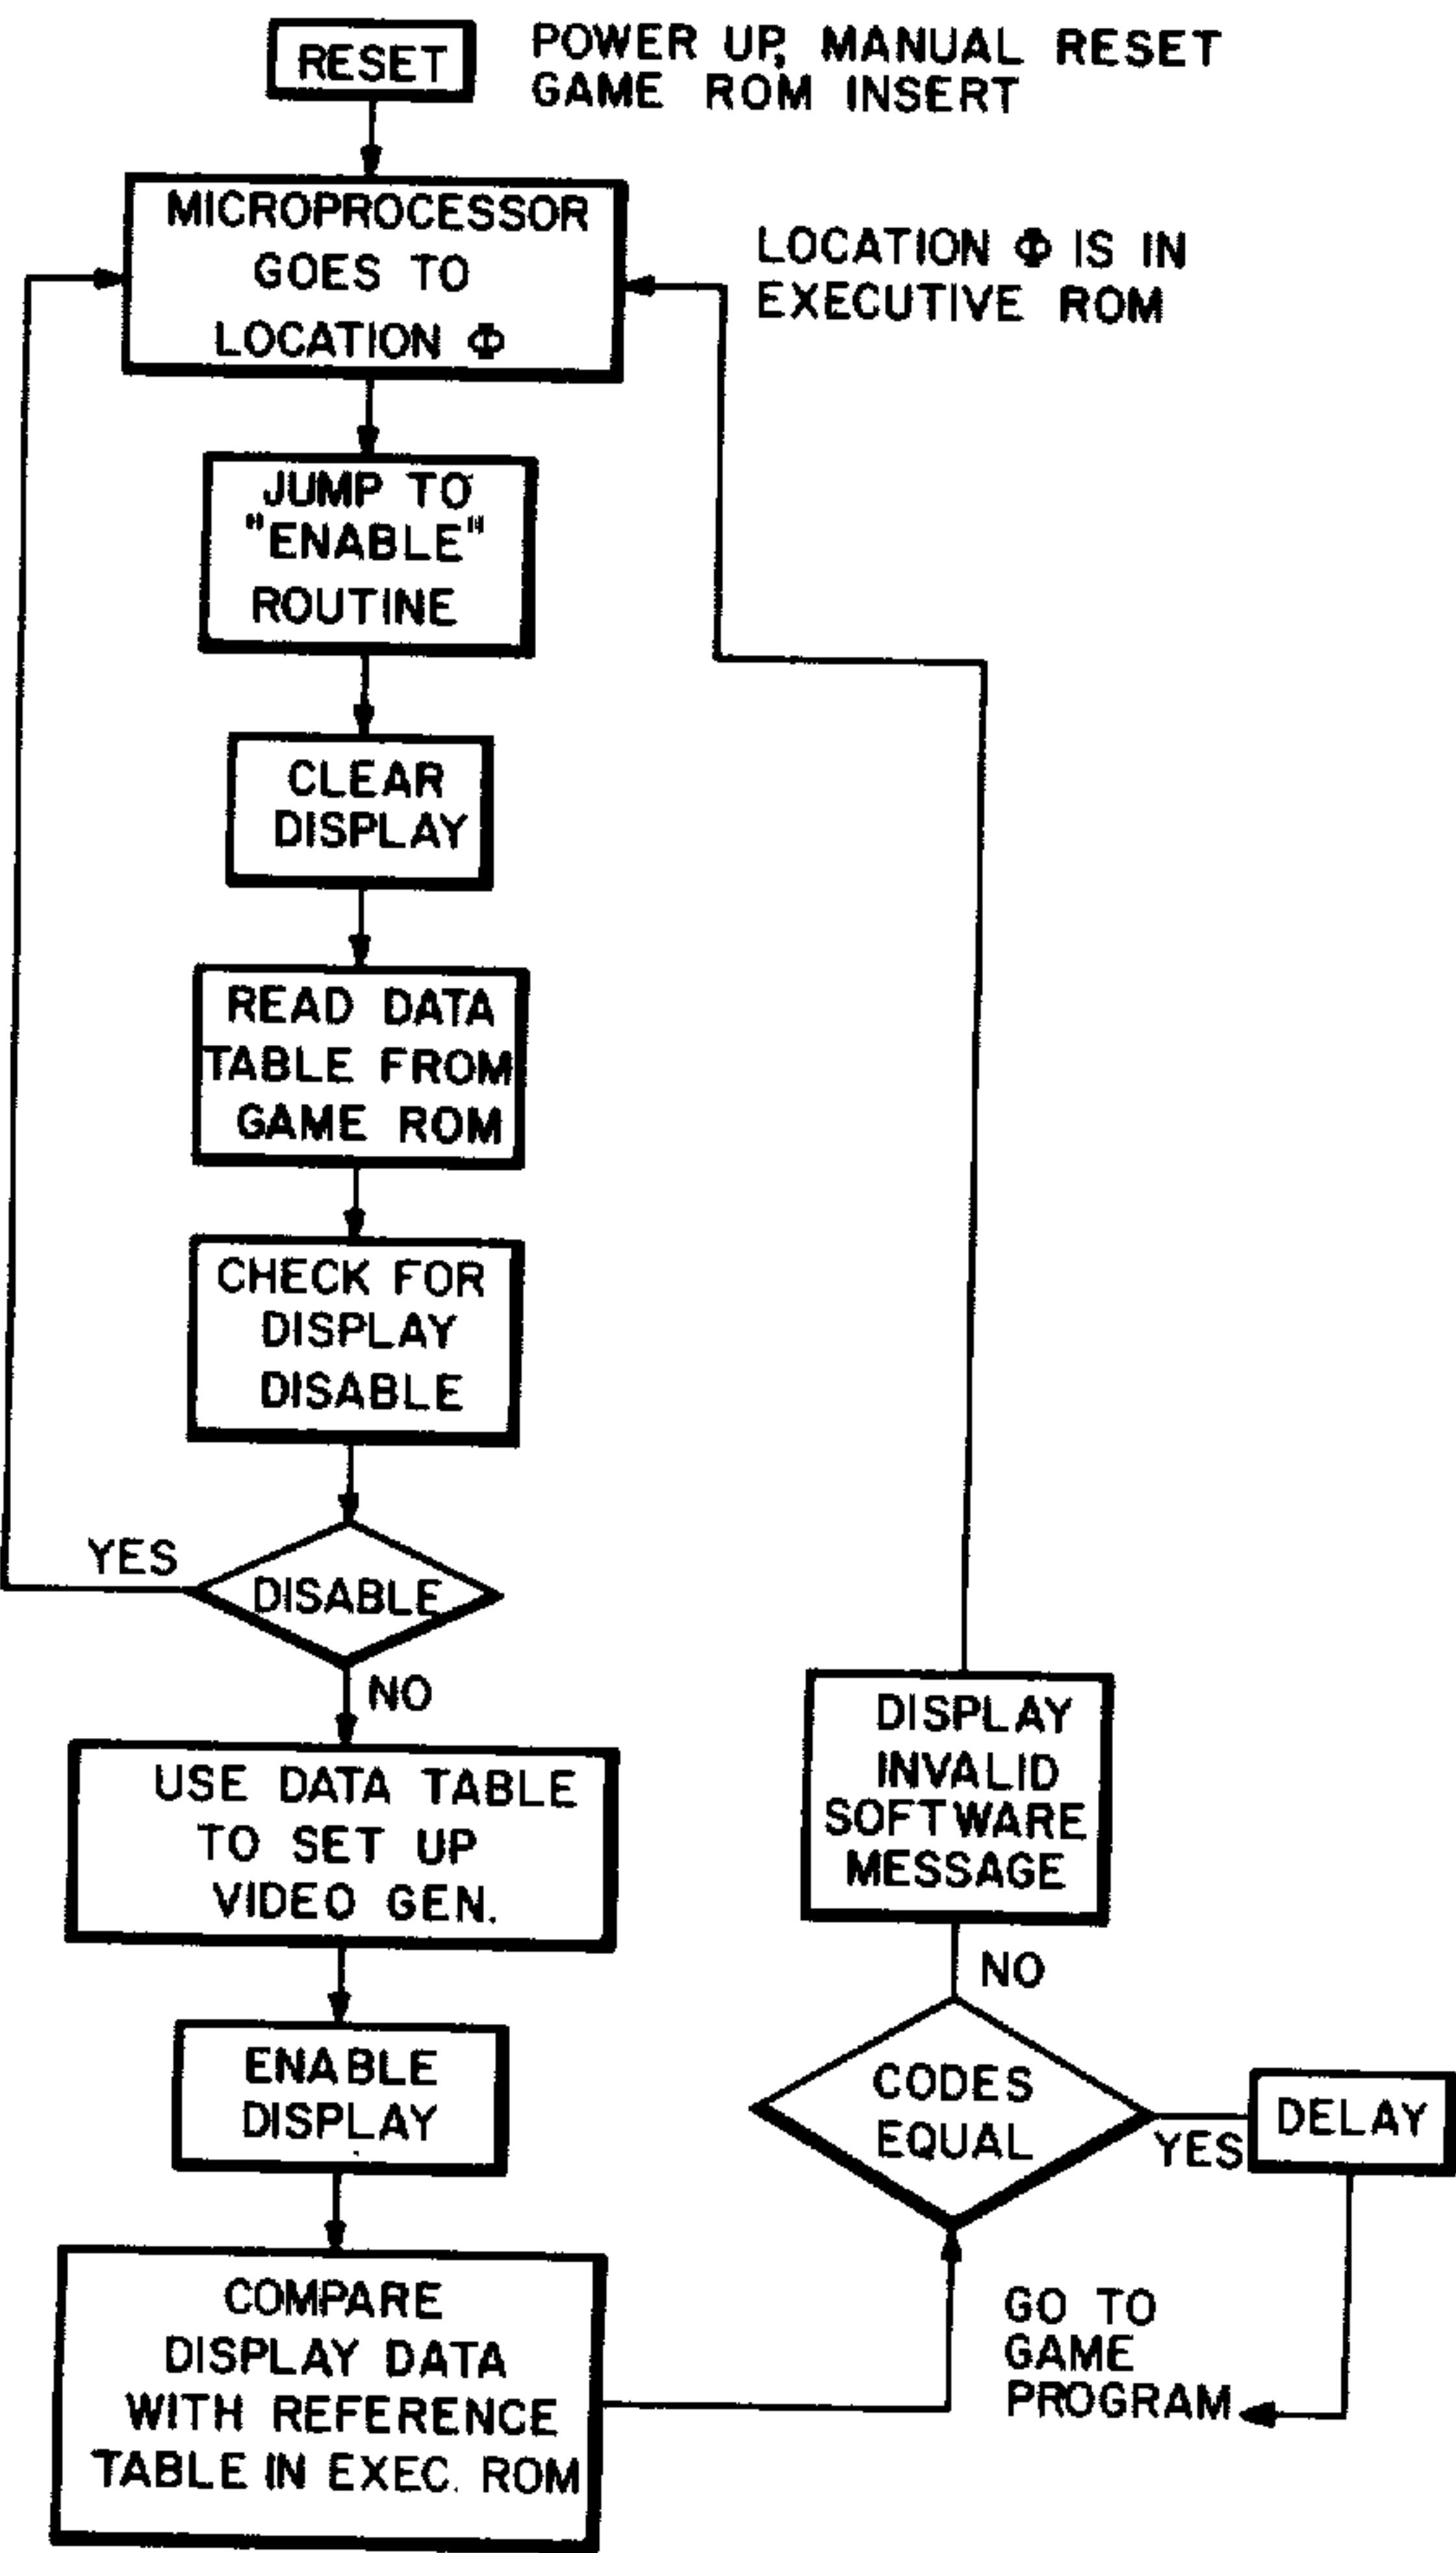 RESET
POWER UP, MANUAL RESET
GAME ROM INSERT
MICROPROCESSOR
GOES TO
LOCATION Φ
LOCATION Φ IS IN
EXECUTIVE ROM
JUMP TO
"ENABLE"
ROUTINE
CLEAR
DISPLAY
READ DATA
TABLE FROM
GAME ROM
CHECK FOR
DISPLAY
DISABLE
YES
DISABLE
NO
USE DATA TABLE
TO SET UP
VIDEO GEN.
ENABLE
DISPLAY
COMPARE
DISPLAY DATA
WITH REFERENCE
TABLE IN EXEC. ROM
DISPLAY
INVALID
SOFTWARE
MESSAGE
NO
CODES
EQUAL
YES
DELAY
GO TO
GAME
PROGRAM